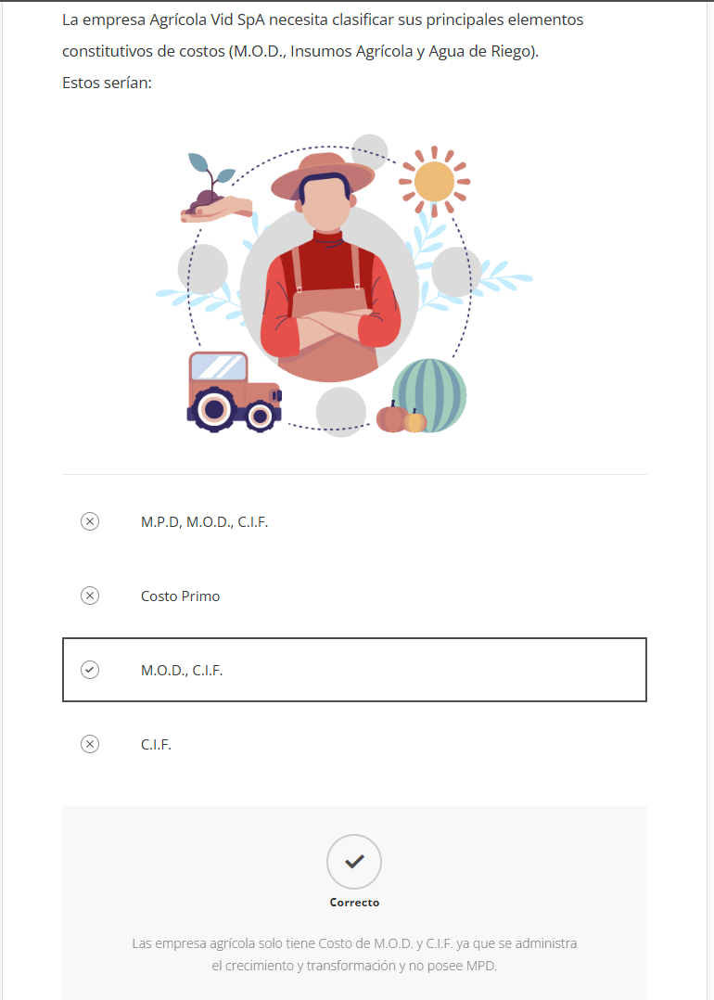 La empresa Agrícola Vid SpA necesita clasificar sus principales elementos
constitutivos de costos (M.O.D., Insumos Agrícola y Agua de Riego).
Estos serían:
M.P.D, M.O.D., C.I.F.
Costo Primo
M.O.D., C.I.F.
C.I.F.
Correcto
Las empresa agrícola solo tiene Costo de M.O.D. y C.I.F. ya que se administra
el crecimiento y transformación y no posee MPD.